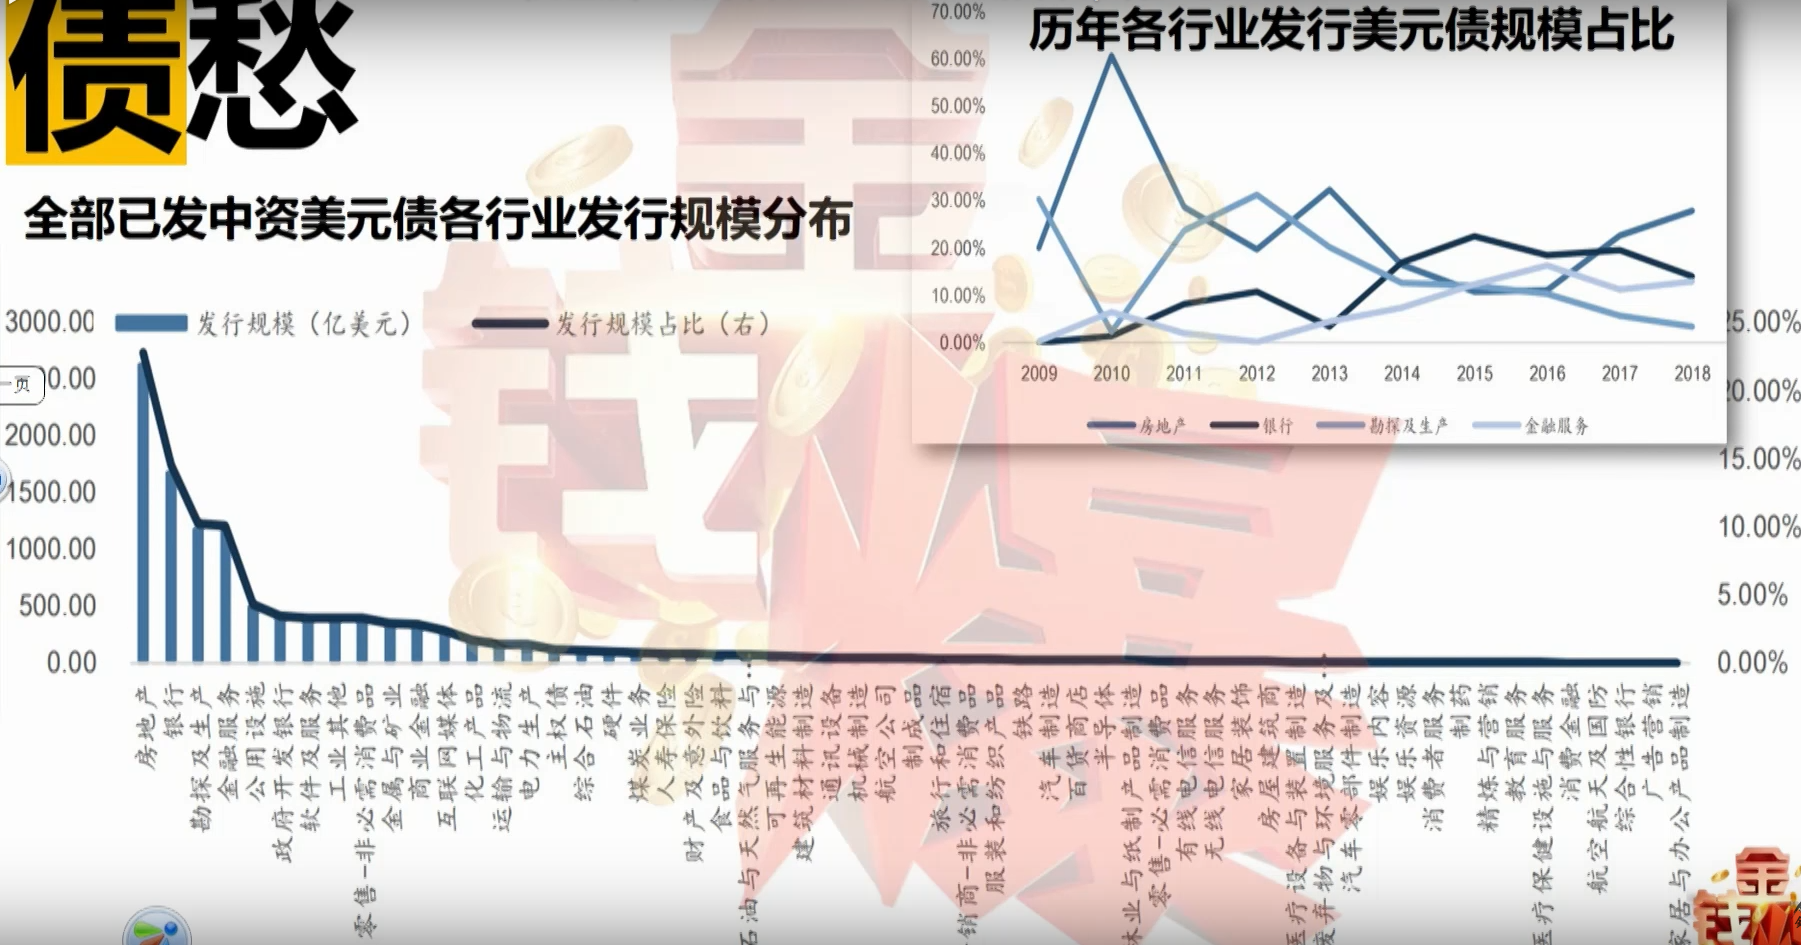 债愁
全部已发中资美元债各行业发行规模分布
发行规模（亿美元）
发行规模占比（右）
3000.00
2000.00
1500.00
1000.00
500.00
0.00
20.00%
15.00%
10.00%
5.00%
0.00%
房地产
银行
勘探及生产
金融服务
公用设施
政府开发银行
软件及服务
工业其他
零售-非必需消费品
金属与矿业
商业金融
互联网媒体
化工产品
运输与物流
电力生产
主权债
综合石油
硬件
煤炭业务
人寿保险
财产及意外险
食品与饮料
石油与天然气服务与
可再生能源
建筑材料制造
通讯设备
机械制造
航空公司
制成品
旅行和住宿
销商-非必需消费品
服装和纺织产品
铁路
汽车制造
百货商店
半导体
林业与纸制产品制造
零售-必需消费品
有线电信服务
无线电信服务
家居装饰
房屋建筑商
医疗设备与装置制造
废弃物与环境服务及
汽车零部件制造
娱乐内容
娱乐资源
消费者服务
制药
精炼与营销
教育服务
医疗保健设施与服务
消费金融
航空航天及国防
综合性银行
广告营销
家居与办公产品制造
历年各行业发行美元债规模占比
70.00%
60.00%
50.00%
40.00%
30.00%
20.00%
10.00%
0.00%
2009 2010 2011 2012 2013 2014 2015 2016 2017 2018
房地产 银行 勘探及生产 金融服务
一页
金
钱
爆
金
钱